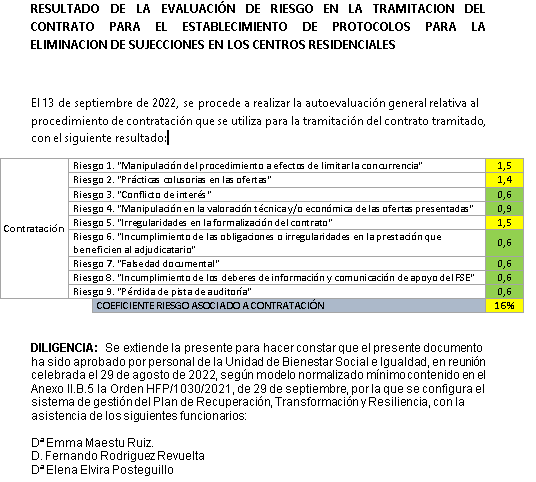 RESULTADO DE LA EVALUACIÓN DE RIESGO EN LA TRAMITACION DEL
CONTRATO PARA EL ESTABLECIMIENTO DE PROTOCOLOS PARA LA
ELIMINACION DE SUJECCIONES EN LOS CENTROS RESIDENCIALES
El 13 de septiembre de 2022, se procede a realizar la autoevaluación general relativa al
procedimiento de contratación que se utiliza para la tramitación del contrato tramitado,
con el siguiente resultado:
Contratación
Riesgo 1. "Manipulación del procedimiento a efectos de limitar la concurrencia" 1,5
Riesgo 2. "Prácticas colusorias en las ofertas" 1,4
Riesgo 3. "Conflicto de interés" 0,6
Riesgo 4. "Manipulación en la valoración técnica y/o económica de las ofertas presentadas" 0,9
Riesgo 5. "Irregularidades en la formalización del contrato" 1,5
Riesgo 6. "Incumplimiento de las obligaciones o irregularidades en la prestación que
beneficien al adjudicatario" 0,6
Riesgo 7. "Falsedad documental" 0,6
Riesgo 8. "Incumplimiento de los deberes de información y comunicación de apoyo del FSE" 0,6
Riesgo 9. "Pérdida de pista de auditoría" 0,6
COEFICIENTE RIESGO ASOCIADO A CONTRATACIÓN 16%
DILIGENCIA: Se extiende la presente para hacer constar que el presente documento
ha sido aprobado por personal de la Unidad de Bienestar Social e Igualdad, en reunión
celebrada el 29 de agosto de 2022, según modelo normalizado mínimo contenido en el
Anexo II.B.5 la Orden HFP/1030/2021, de 29 de septiembre, por la que se configura el
sistema de gestión del Plan de Recuperación, Transformación y Resiliencia, con la
asistencia de los siguientes funcionarios:
Dª Emma Maestu Ruiz.
D. Fernando Rodriguez Revuelta
Dª Elena Elvira Posteguillo